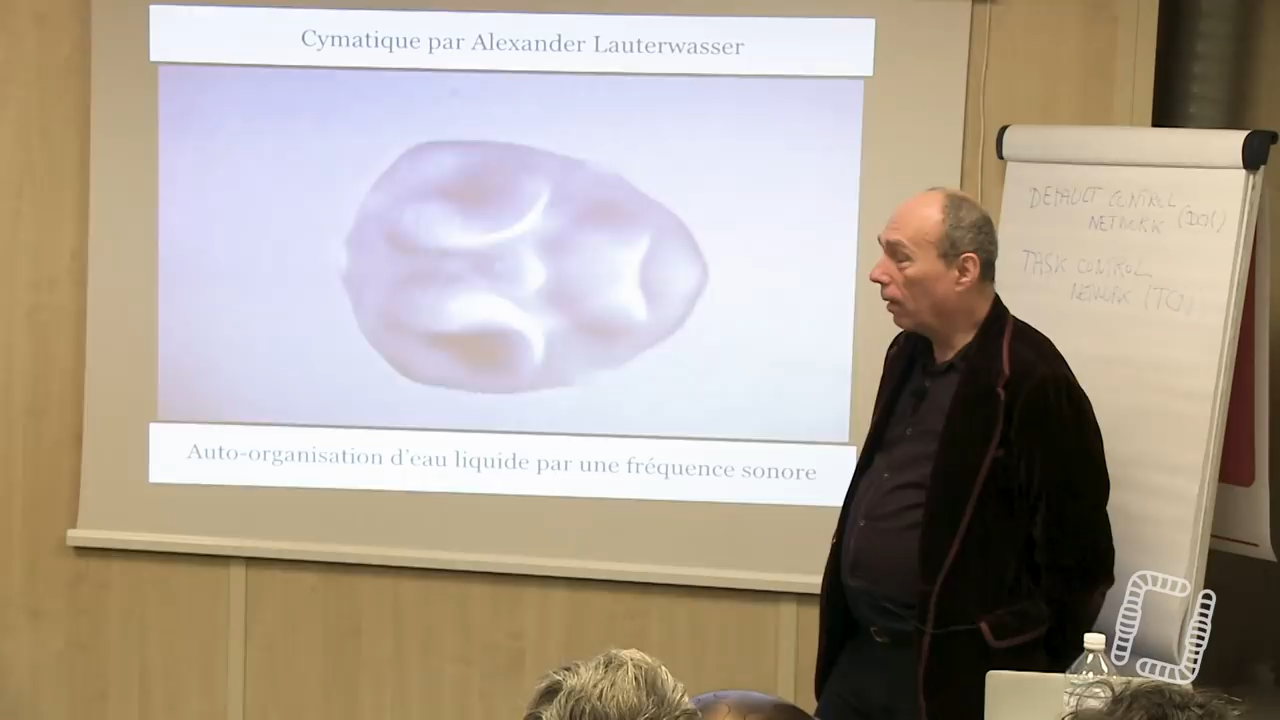 Cymatique par Alexander Lauterwasser
Auto-organisation d'eau liquide par une fréquence sonore
DEFAULT CONTROL
NETWORK
TASK CONTROL
NETWORK (TCN)